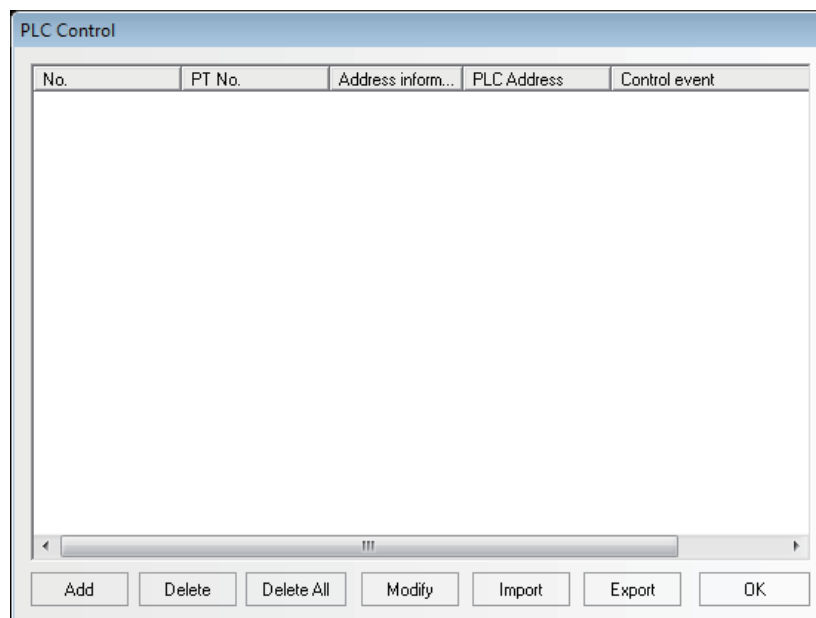 PLC Control
No. PT No. Address inform... PLC Address Control event
Add Delete Delete All Modify Import Export OK